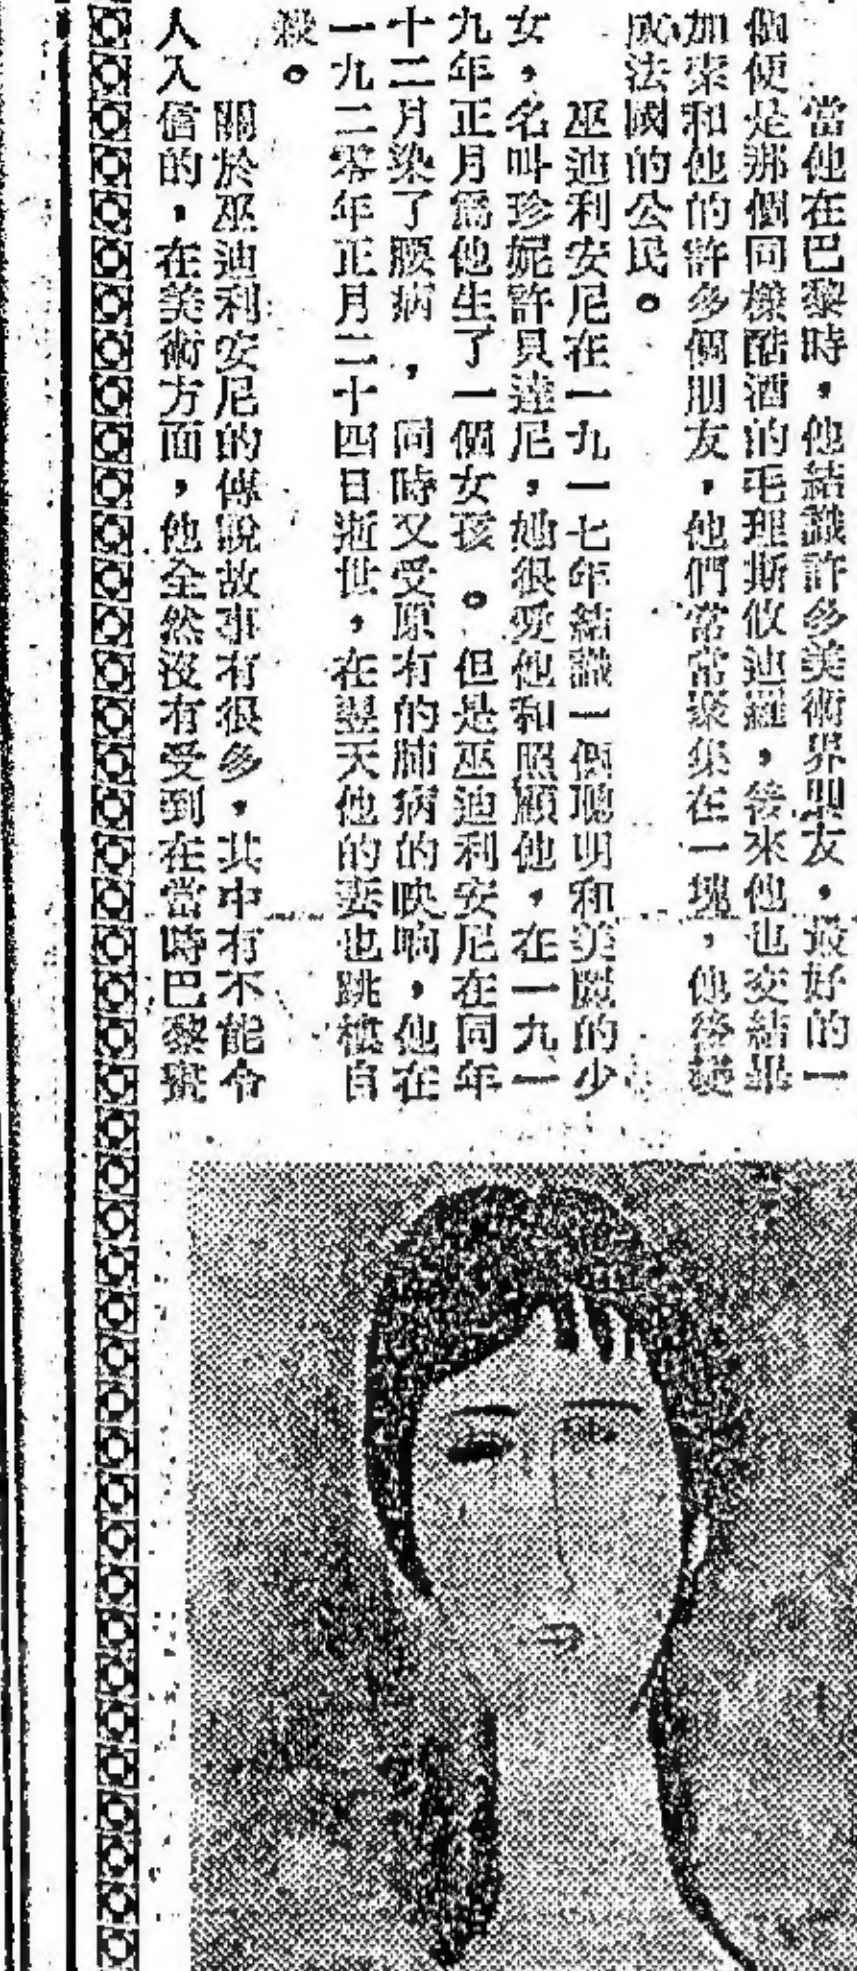 當他在巴黎時，他結識許多美術界朋友，最好的一
個便是那個同樣酷酒的毛理斯攸迪羅，後來他也交結畢
加索和他的許多個朋友，他們常常聚集在一塊，他後變
成法國的公民。
巫迪利安尼在一九一七年結識一個聰明和美麗的少
女，名叫珍妮許貝達尼，她很愛他和照顧他，在一九一
九年正月為他生了一個女孩。但是巫迪利安尼在同年
十二月染了腰病，同時又受原有的肺病的映响，他在
一九二零年正月二十四日逝世，在翌天他的妻也跳樓自
殺。
關於巫迪利安尼的傳說故事有很多，其中有不能令
人入信的，在美術方面，他全然沒有受到在當時巴黎